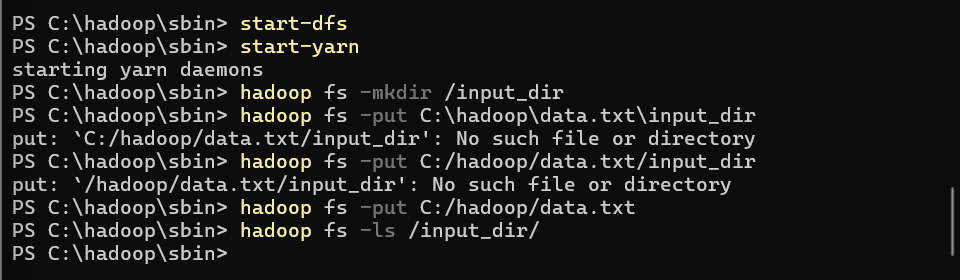 PS C:\hadoop\sbin> start-dfs
PS C:\hadoop\sbin> start-yarn
starting yarn daemons
PS C:\hadoop\sbin> hadoop fs -mkdir /input_dir
PS C:\hadoop\sbin> hadoop fs -put C:\hadoop\data.txt\input_dir
put: `C:/hadoop/data.txt/input_dir': No such file or directory
PS C:\hadoop\sbin> hadoop fs -put C:/hadoop/data.txt/input_dir
put: `/hadoop/data.txt/input_dir': No such file or directory
PS C:\hadoop\sbin> hadoop fs -put C:/hadoop/data.txt
PS C:\hadoop\sbin> hadoop fs -ls /input_dir/
PS C:\hadoop\sbin>